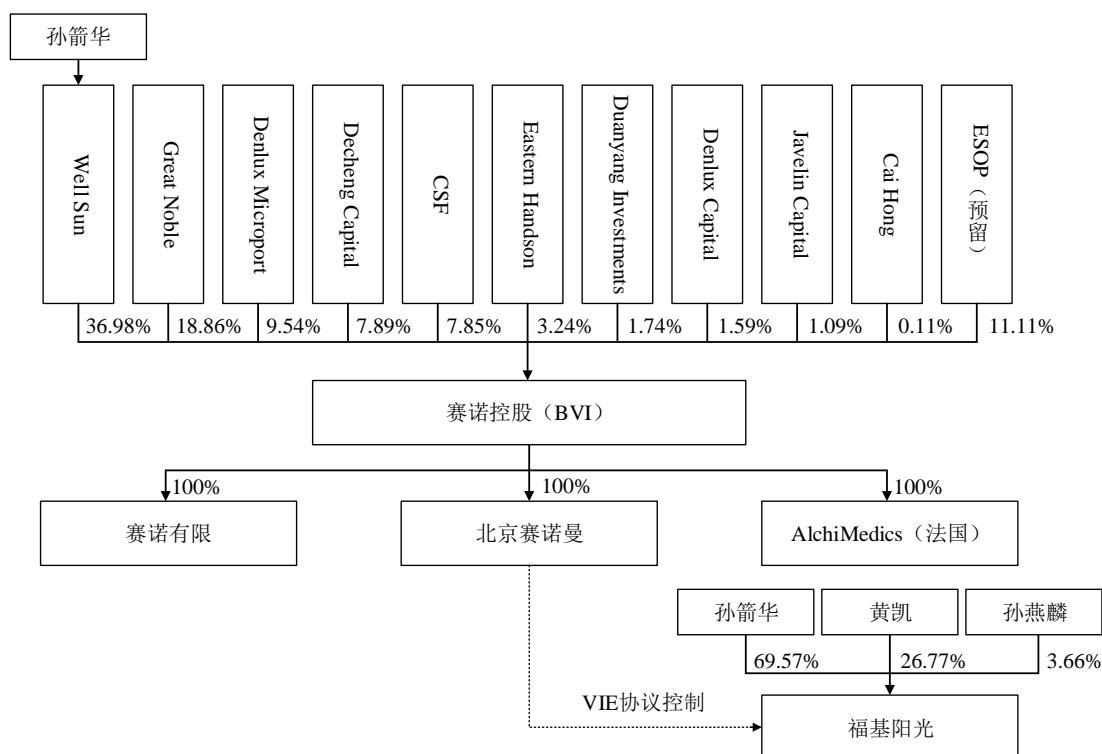 孙箭华
Well Sun
Great Noble
Denlux Microport
Decheng Capital
CSF
Eastern Handson
Duanyang Investments
Denlux Capital
Javelin Capital
Cai Hong
ESOP（预留）
36.98%
18.86%
9.54%
7.89%
7.85%
3.24%
1.74%
1.59%
1.09%
0.11%
11.11%
赛诺控股（BVI）
100%
100%
100%
赛诺有限
北京赛诺曼
AlchiMedics（法国）
孙箭华
黄凯
孙燕麟
69.57%
26.77%
3.66%
VIE协议控制
福基阳光